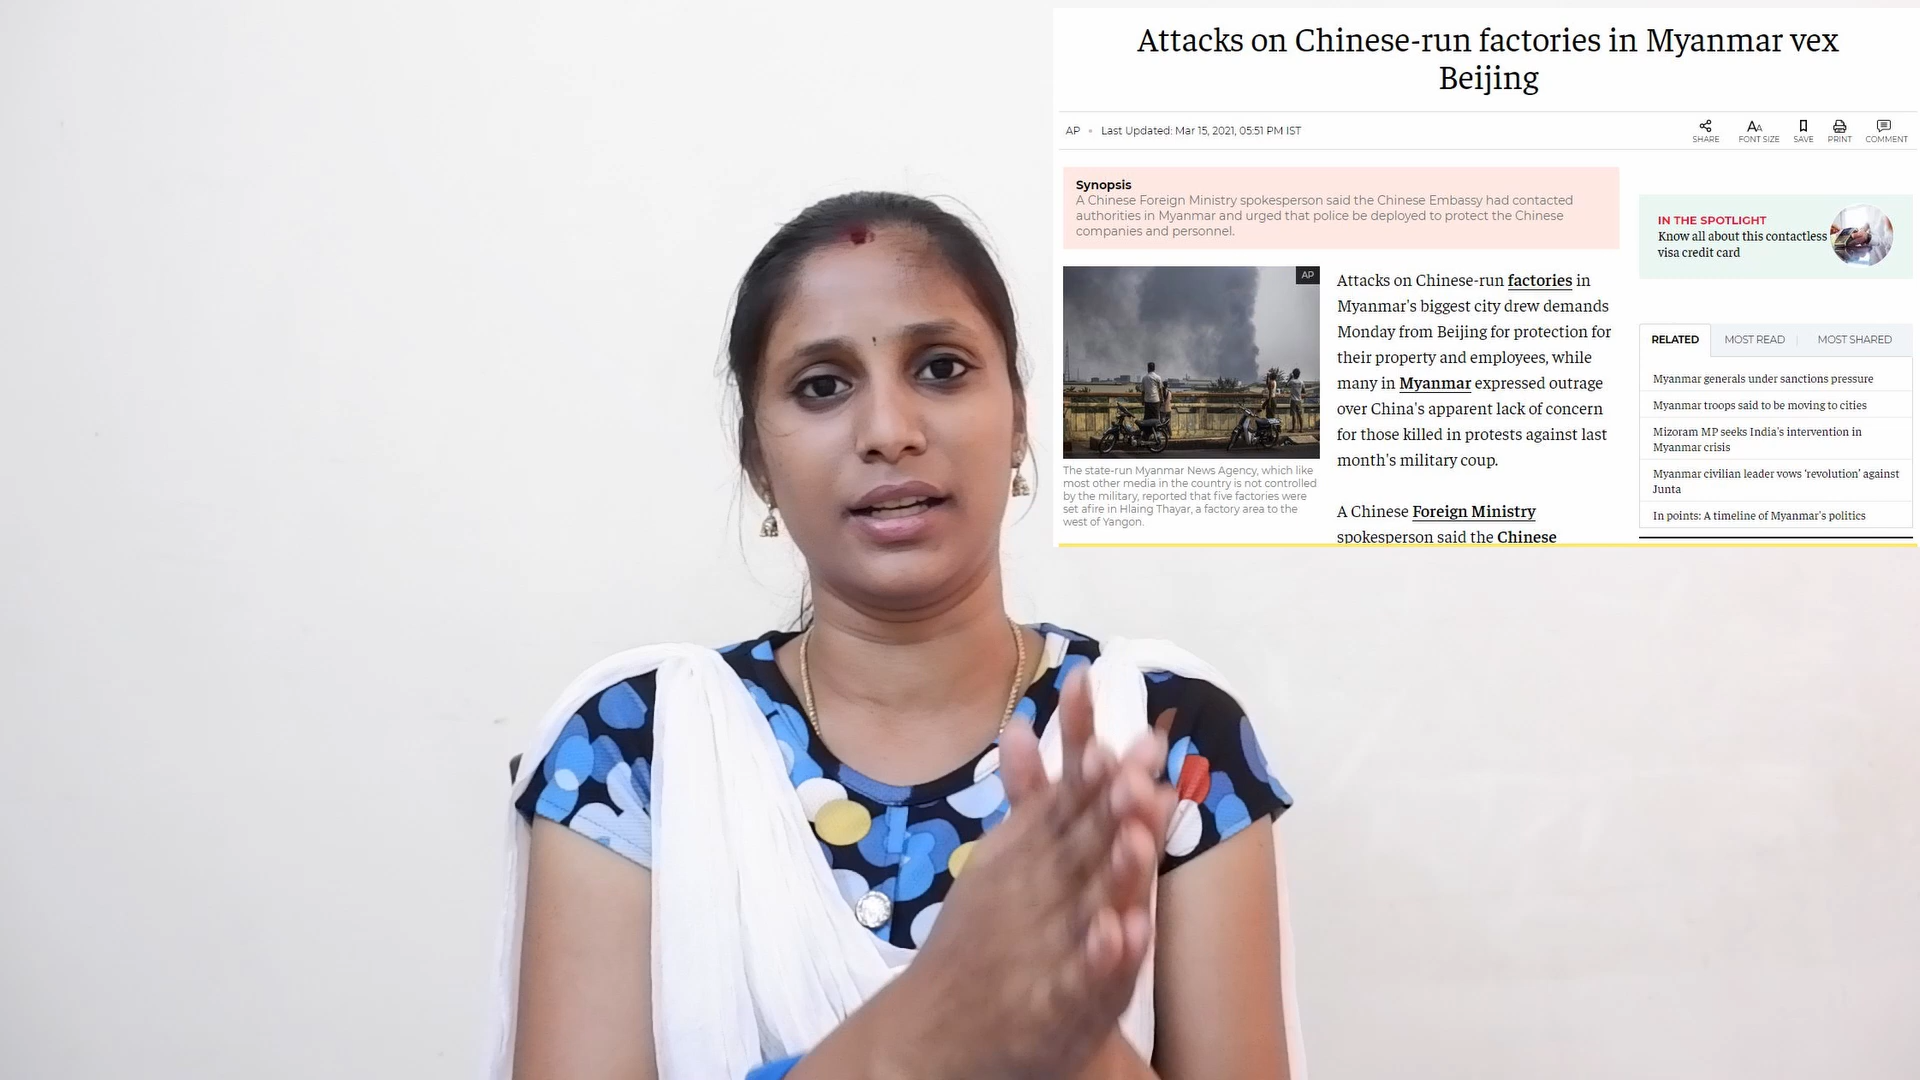 Attacks on Chinese-run factories in Myanmar vex
Beijing
AP • Last Updated: Mar 15, 2021, 05:51 PM IST
SHARE
AA
FONT SIZE
SAVE
PRINT
COMMENT
Synopsis
A Chinese Foreign Ministry spokesperson said the Chinese Embassy had contacted
authorities in Myanmar and urged that police be deployed to protect the Chinese
companies and personnel.
AP
The state-run Myanmar News Agency, which like
most other media in the country is not controlled
by the military, reported that five factories were
set afire in Hlaing Thayar, a factory area to the
west of Yangon.
Attacks on Chinese-run factories in
Myanmar's biggest city drew demands
Monday from Beijing for protection for
their property and employees, while
many in Myanmar expressed outrage
over China's apparent lack of concern
for those killed in protests against last
month's military coup.
A Chinese Foreign Ministry
spokesperson said the Chinese
IN THE SPOTLIGHT
Know all about this contactless
visa credit card
RELATED
MOST READ
MOST SHARED
Myanmar generals under sanctions pressure
Myanmar troops said to be moving to cities
Mizoram MP seeks India's intervention in
Myanmar crisis
Myanmar civilian leader vows 'revolution' against
Junta
In points: A timeline of Myanmar's politics